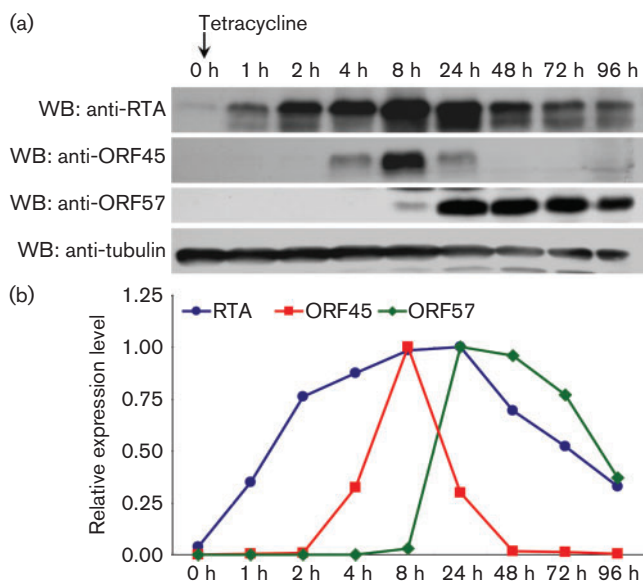 (a)
Tetracycline
0 h 1 h 2 h 4 h 8 h 24 h 48 h 72 h 96 h
WB: anti-RTA
WB: anti-ORF45
WB: anti-ORF57
WB: anti-tubulin
(b)
1.25
RTA ORF45 ORF57
1.00
0.75
0.50
0.25
0.00
Relative expression level
0 h 1 h 2 h 4 h 8 h 24 h 48 h 72 h 96 h